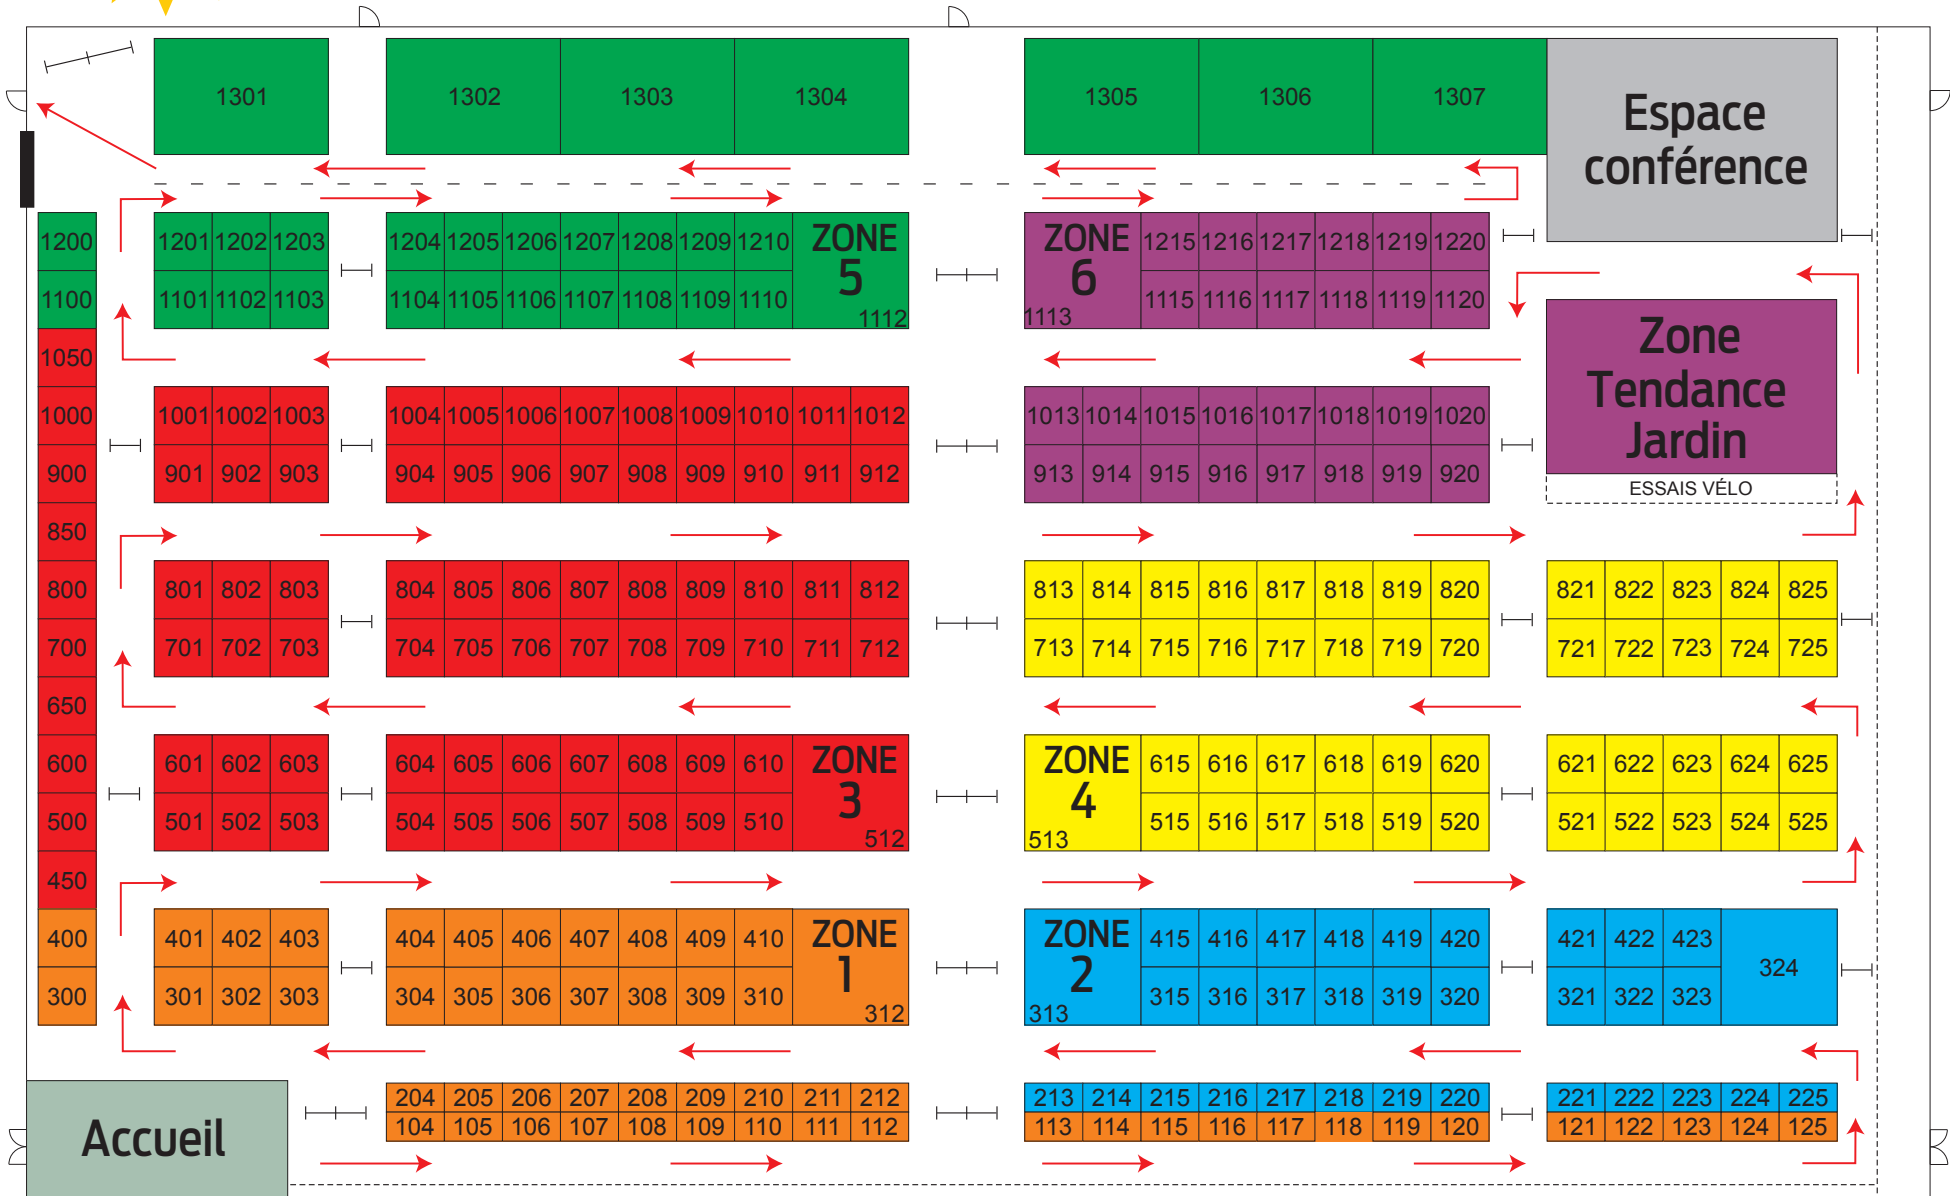 1301 1302 1303 1304 1305 1306 1307
Espace
conférence
1200 1201 1202 1203 1204 1205 1206 1207 1208 1209 1210 ZONE ZONE 1215 1216 1217 1218 1219 1220
5 6
1100 1101 1102 1103 1104 1105 1106 1107 1108 1109 1110 1112 1113 1115 1116 1117 1118 1119 1120
1050
Zone
Tendance
Jardin
1000 1001 1002 1003 1004 1005 1006 1007 1008 1009 1010 1011 1012 1013 1014 1015 1016 1017 1018 1019 1020
900 901 902 903 904 905 906 907 908 909 910 911 912 913 914 915 916 917 918 919 920
ESSAIS VÉLO
850
800 801 802 803 804 805 806 807 808 809 810 811 812 813 814 815 816 817 818 819 820 821 822 823 824 825
700 701 702 703 704 705 706 707 708 709 710 711 712 713 714 715 716 717 718 719 720 721 722 723 724 725
650
600 601 602 603 604 605 606 607 608 609 610 ZONE ZONE 615 616 617 618 619 620 621 622 623 624 625
3 4
500 501 502 503 504 505 506 507 508 509 510 512 513 515 516 517 518 519 520 521 522 523 524 525
450
400 401 402 403 404 405 406 407 408 409 410 ZONE ZONE 415 416 417 418 419 420 421 422 423
1 2 324
300 301 302 303 304 305 306 307 308 309 310 312 313 315 316 317 318 319 320 321 322 323
204 205 206 207 208 209 210 211 212 213 214 215 216 217 218 219 220 221 222 223 224 225
104 105 106 107 108 109 110 111 112 113 114 115 116 117 118 119 120 121 122 123 124 125
Accueil